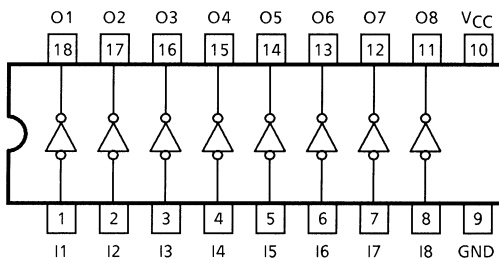 O1 O2 O3 O4 O5 O6 O7 O8 VCC
18 17 16 15 14 13 12 11 10
1 2 3 4 5 6 7 8 9
I1 I2 I3 I4 I5 I6 I7 I8 GND